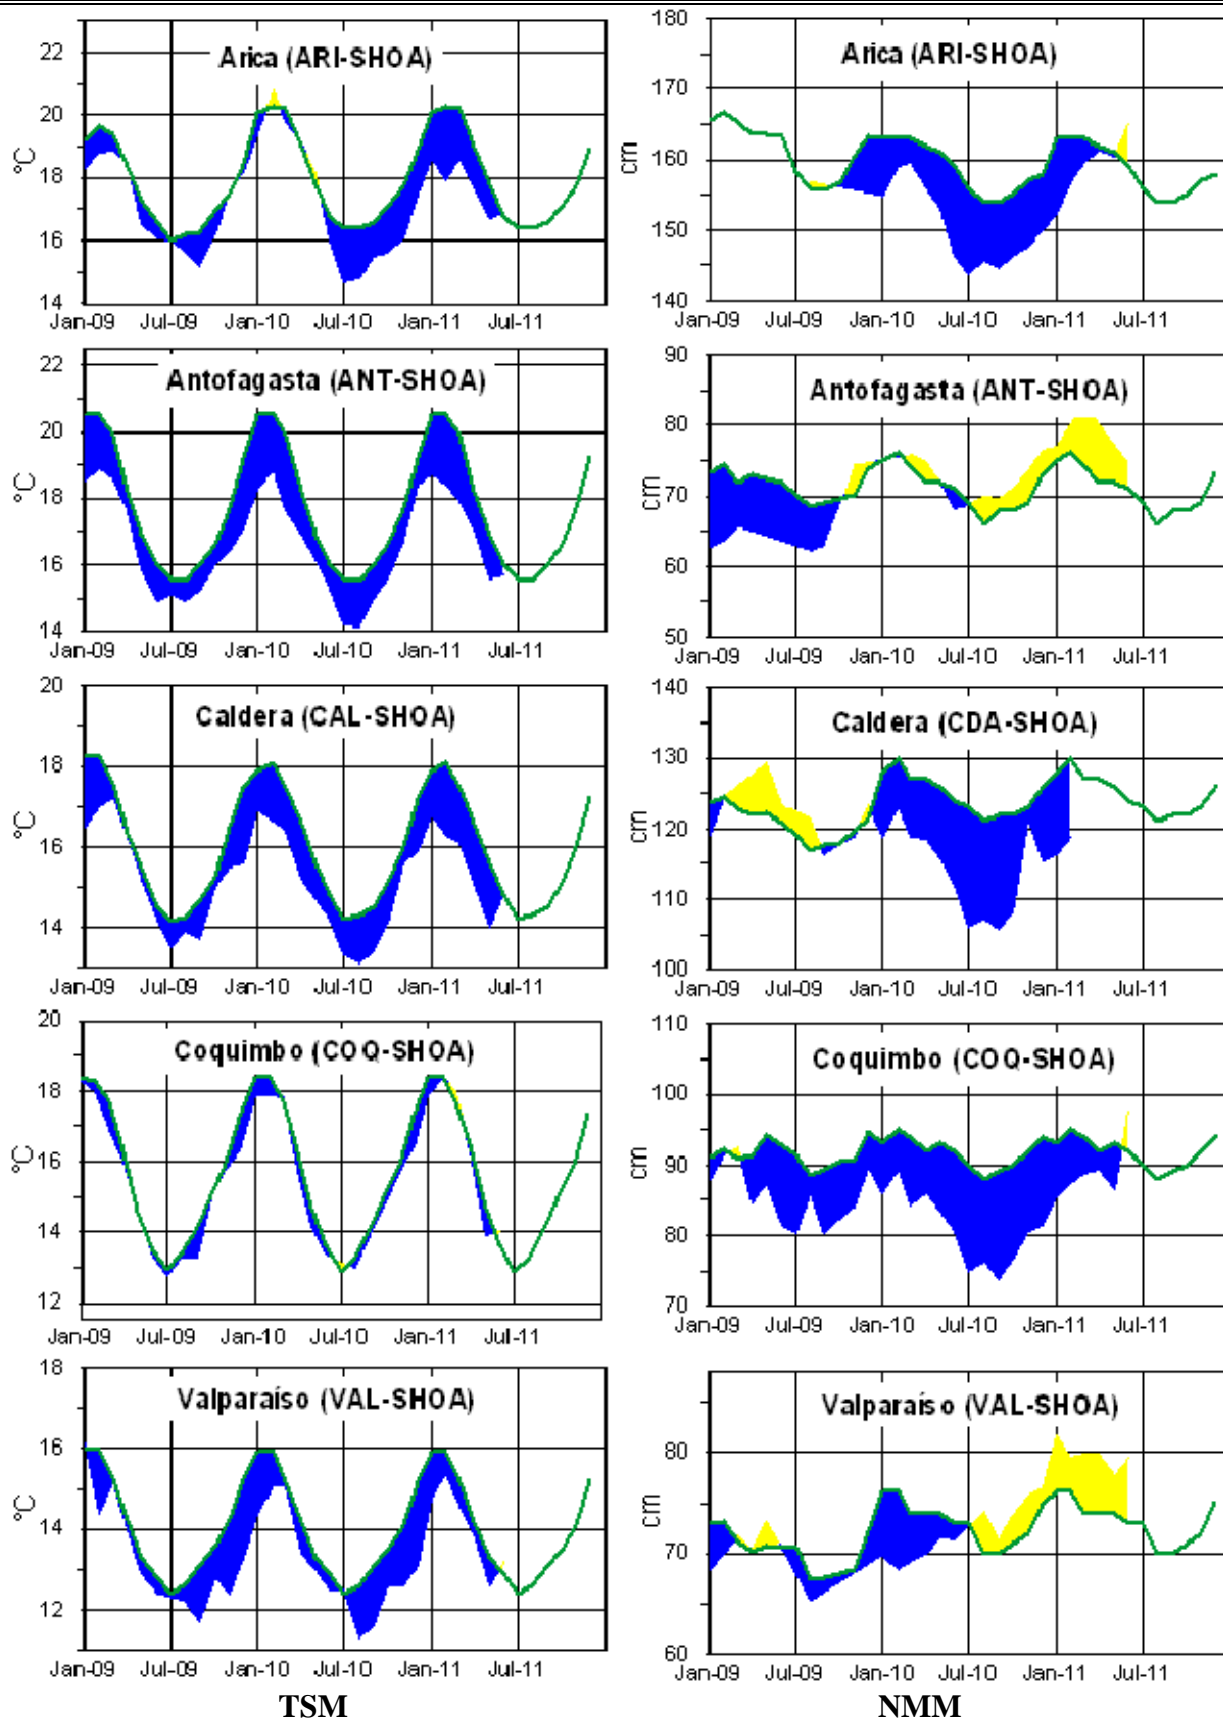 Arica (ARI-SHOA)
22
20
18
16
14
°C
Jan-09 Jul-09 Jan-10 Jul-10 Jan-11 Jul-11
Arica (ARI-SHOA)
180
170
160
150
140
cm
Jan-09 Jul-09 Jan-10 Jul-10 Jan-11 Jul-11
Antofagasta (ANT-SHOA)
22
20
18
16
14
°C
Jan-09 Jul-09 Jan-10 Jul-10 Jan-11 Jul-11
Antofagasta (ANT-SHOA)
90
80
70
60
50
cm
Jan-09 Jul-09 Jan-10 Jul-10 Jan-11 Jul-11
Caldera (CAL-SHOA)
20
18
16
14
°C
Jan-09 Jul-09 Jan-10 Jul-10 Jan-11 Jul-11
Caldera (CDA-SHOA)
140
130
120
110
100
cm
Jan-09 Jul-09 Jan-10 Jul-10 Jan-11 Jul-11
Coquimbo (COQ-SHOA)
20
18
16
14
12
°C
Jan-09 Jul-09 Jan-10 Jul-10 Jan-11 Jul-11
Coquimbo (COQ-SHOA)
110
100
90
80
70
cm
Jan-09 Jul-09 Jan-10 Jul-10 Jan-11 Jul-11
Valparaíso (VAL-SHOA)
18
16
14
12
°C
Jan-09 Jul-09 Jan-10 Jul-10 Jan-11 Jul-11
Valparaíso (VAL-SHOA)
80
70
60
cm
Jan-09 Jul-09 Jan-10 Jul-10 Jan-11 Jul-11
TSM
NMM